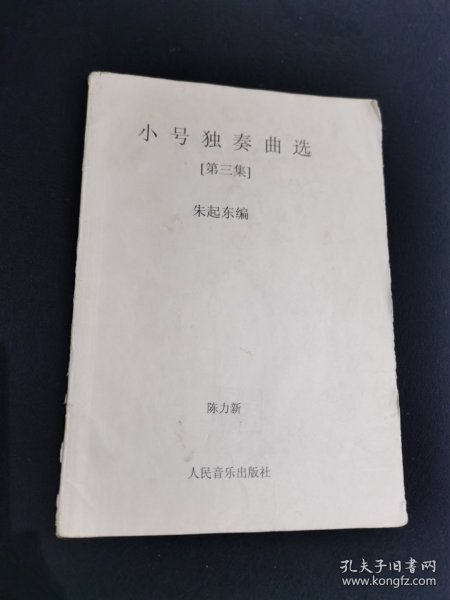 小号独奏曲选
[第三集]
朱起东编
陈力新
人民音乐出版社
孔夫子旧书网
www.kongfz.com